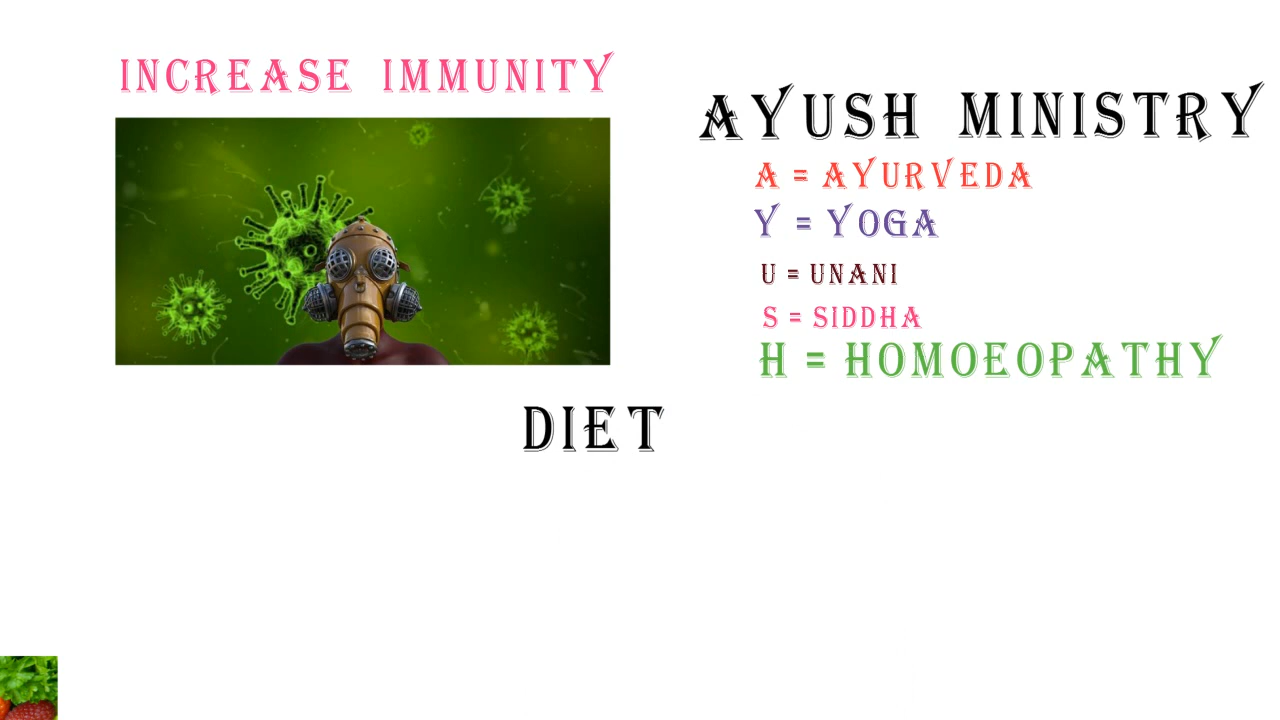 INCREASE IMMUNITY
AYUSH MINISTRY
A = AYURVEDA
Y = YOGA
U = UNANI
S = SIDDHA
H = HOMOEOPATHY
DIET